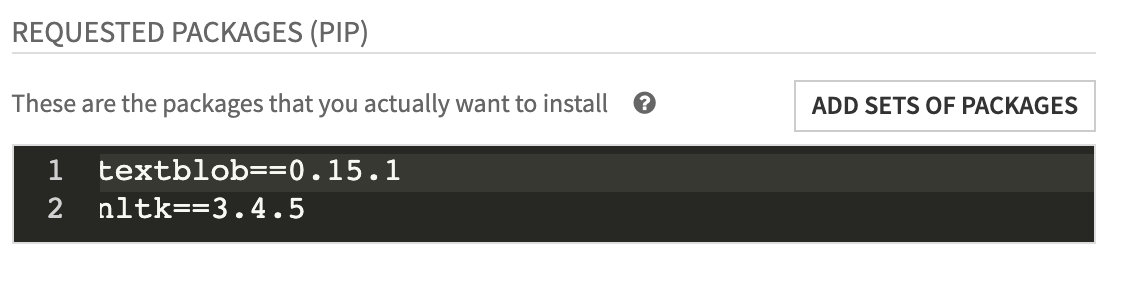 REQUESTED PACKAGES (PIP)
These are the packages that you actually want to install ?
ADD SETS OF PACKAGES
1 textblob==0.15.1
2 nltk==3.4.5